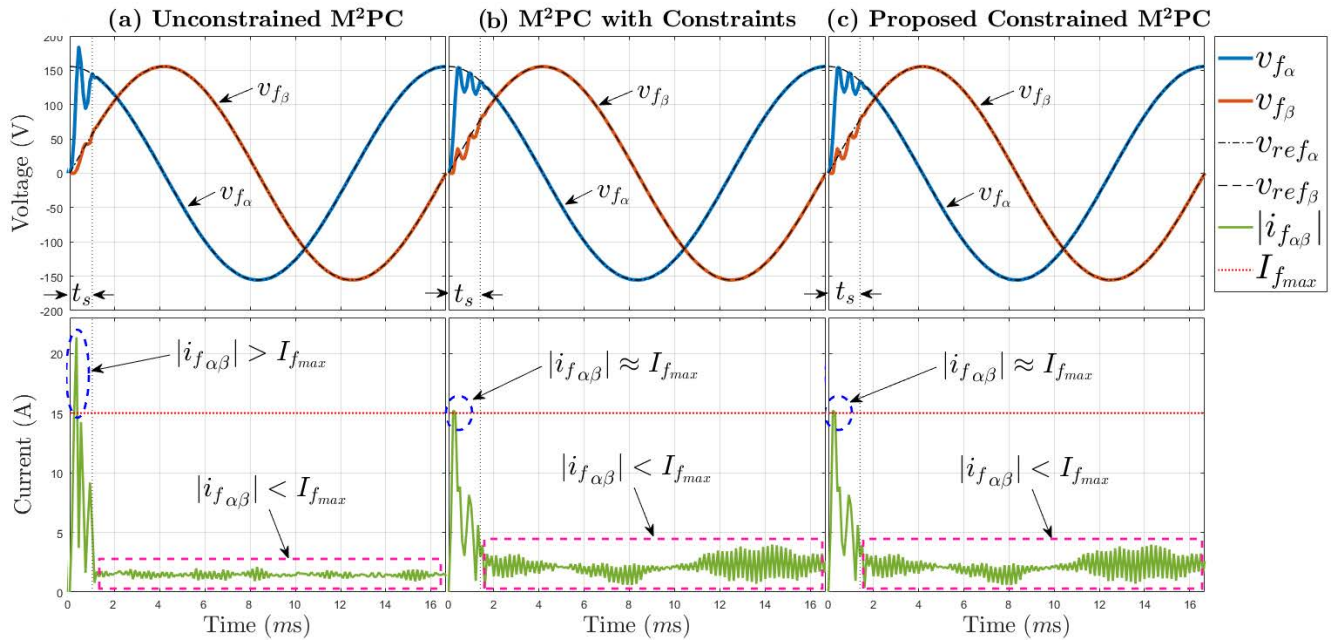 (a) Unconstrained M²PC
(b) M²PC with Constraints
(c) Proposed Constrained M²PC
Voltage (V)
200
150
100
50
0
-50
-100
-150
-200
v_{f_β}
v_{f_α}
t_s
v_{f_β}
v_{f_α}
t_s
v_{f_β}
v_{f_α}
t_s
v_{f_α}
v_{f_β}
v_{ref_α}
v_{ref_β}
|i_{f_{αβ}}|
I_{f_{max}}
Current (A)
20
15
10
5
0
|i_{f_{αβ}}| > I_{f_{max}}
|i_{f_{αβ}}| < I_{f_{max}}
|i_{f_{αβ}}| ≈ I_{f_{max}}
|i_{f_{αβ}}| < I_{f_{max}}
|i_{f_{αβ}}| ≈ I_{f_{max}}
|i_{f_{αβ}}| < I_{f_{max}}
0 2 4 6 8 10 12 14 16
0 2 4 6 8 10 12 14 16
0 2 4 6 8 10 12 14 16
Time (ms)
Time (ms)
Time (ms)